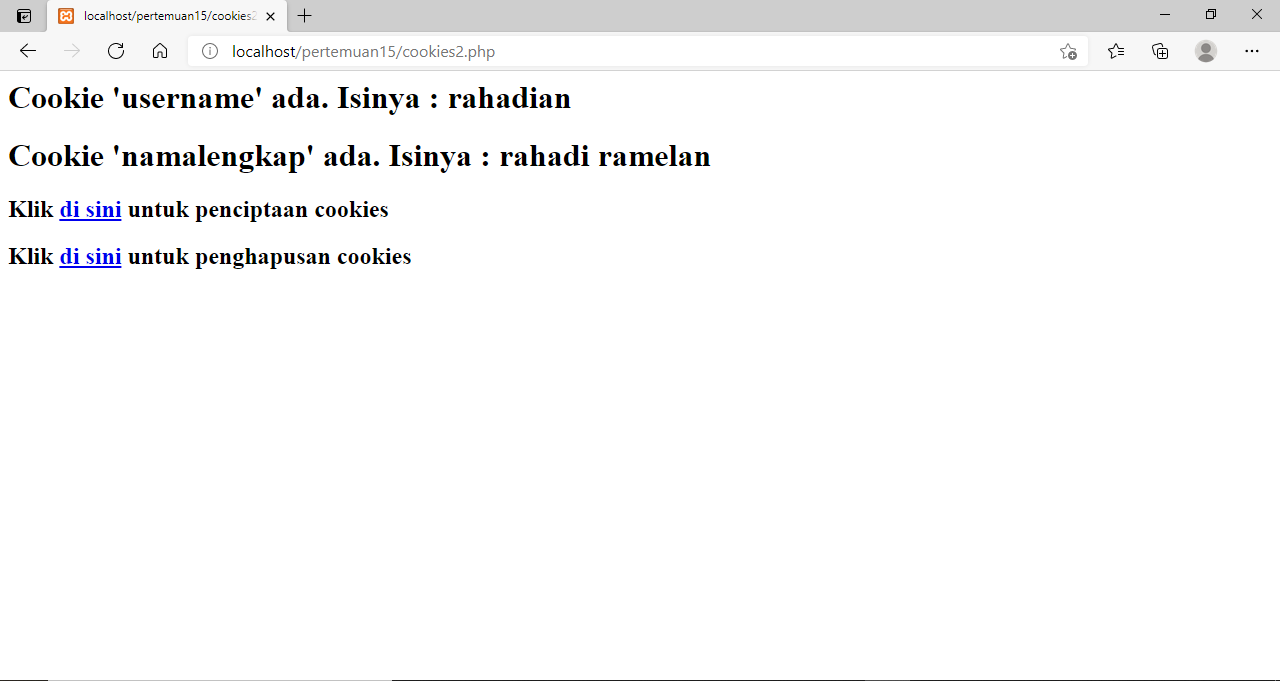 localhost/pertemuan15/cookies2
localhost/pertemuan15/cookies2.php
Cookie 'username' ada. Isinya : rahadian
Cookie 'namalengkap' ada. Isinya : rahadi ramelan
Klik di sini untuk penciptaan cookies
Klik di sini untuk penghapusan cookies